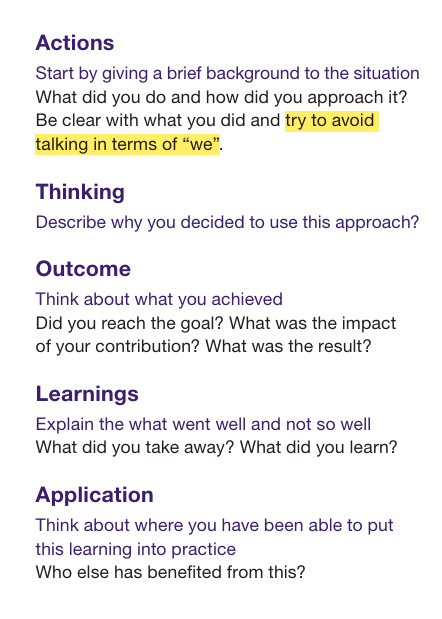 Actions
Start by giving a brief background to the situation
What did you do and how did you approach it?
Be clear with what you did and try to avoid
talking in terms of “we”.
Thinking
Describe why you decided to use this approach?
Outcome
Think about what you achieved
Did you reach the goal? What was the impact
of your contribution? What was the result?
Learnings
Explain the what went well and not so well
What did you take away? What did you learn?
Application
Think about where you have been able to put
this learning into practice
Who else has benefited from this?